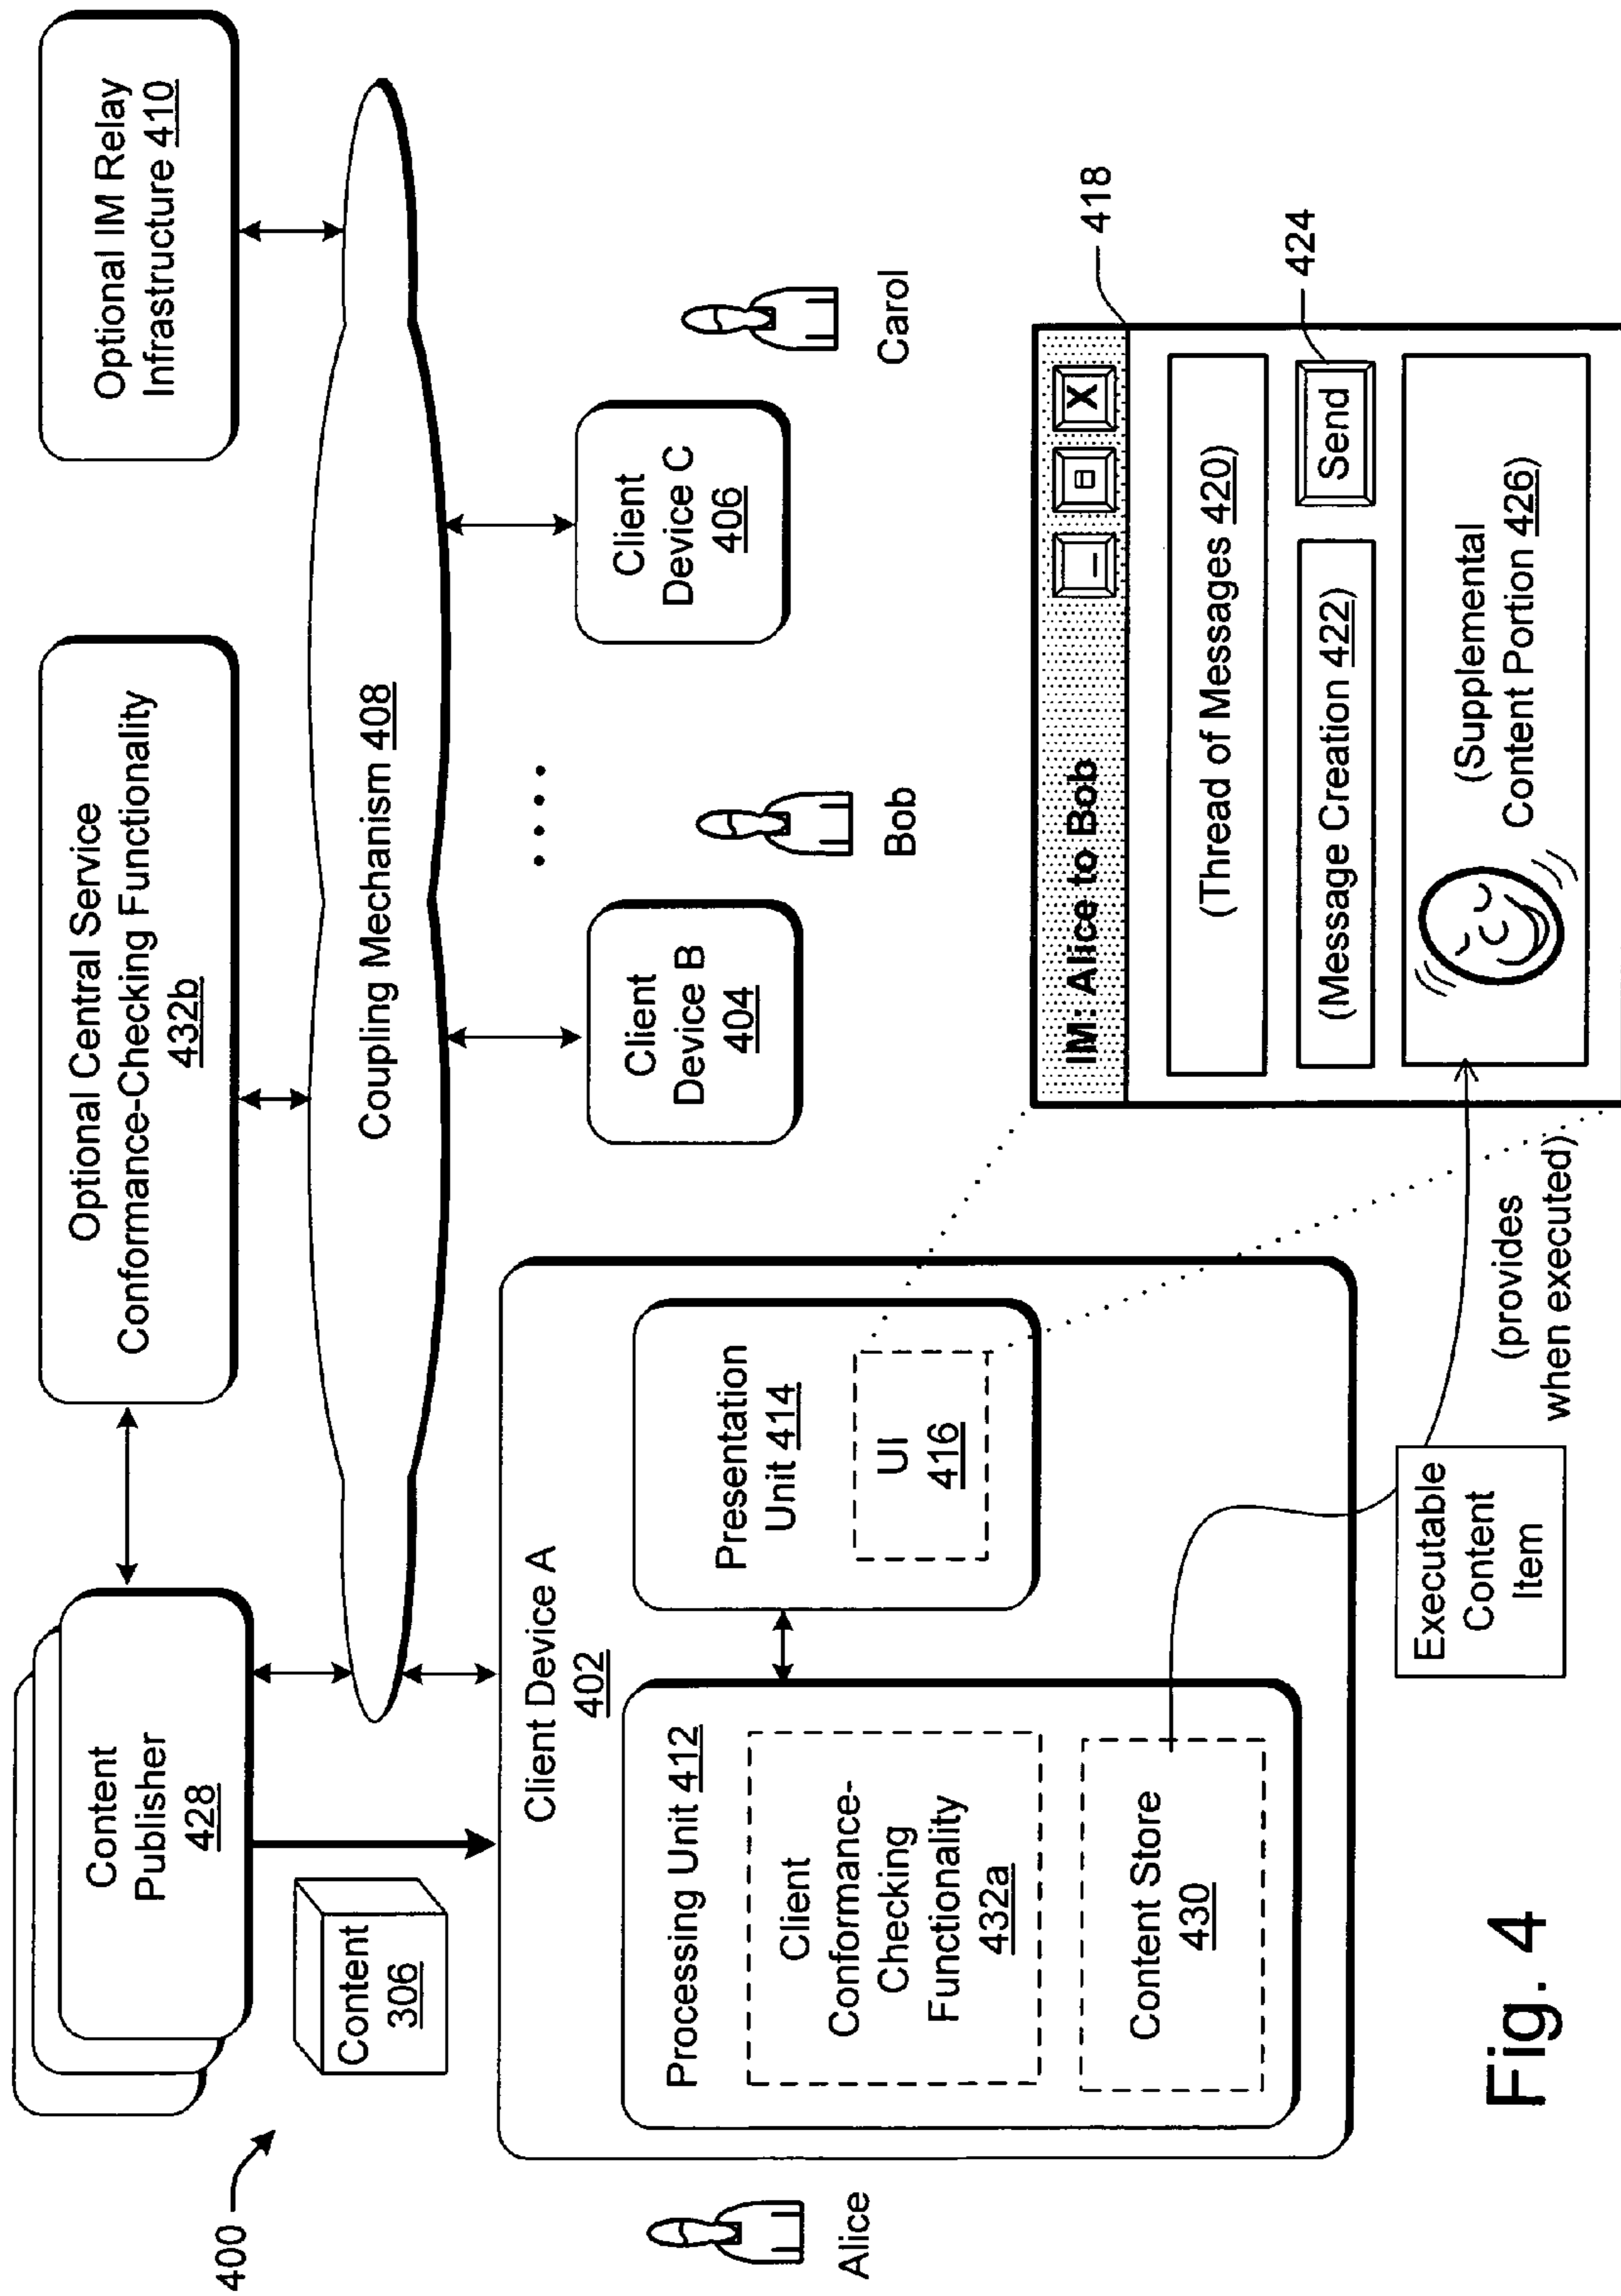 400
Content
Publisher
428
Optional Central Service
Conformance-Checking Functionality
432b
Optional IM Relay
Infrastructure 410
Content
306
Coupling Mechanism 408
Alice
Client Device A
402
Processing Unit 412
Client
Conformance-
Checking
Functionality
432a
Content Store
430
Presentation
Unit 414
UI
416
Client
Device B
404
Bob
Client
Device C
406
Carol
418
IM: Alice to Bob
X
(Thread of Messages 420)
(Message Creation 422)
Send
424
(Supplemental
Content Portion 426)
Executable
Content
Item
(provides
when executed)
Fig. 4